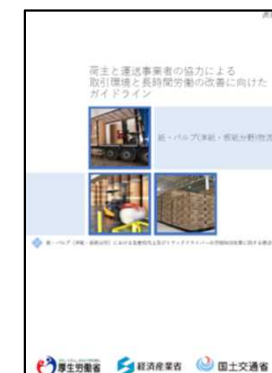 荷主と運送事業者の協力による
取引環境と長時間労働の改善に向けた
ガイドライン
紙・パルプ(洋紙・板紙分野)物流
厚生労働省
経済産業省
国土交通省